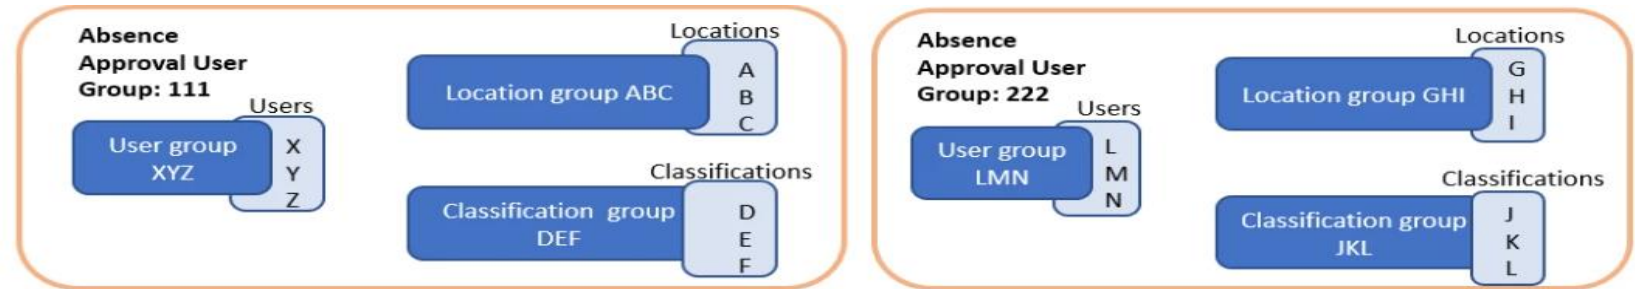 Absence
Approval User
Group: 111
Users
User group
XYZ
X
Y
Z
Locations
Location group ABC
A
B
C
Classifications
Classification group
DEF
D
E
F
Absence
Approval User
Group: 222
Users
User group
LMN
L
M
N
Locations
Location group GHI
G
H
I
Classifications
Classification group
JKL
J
K
L